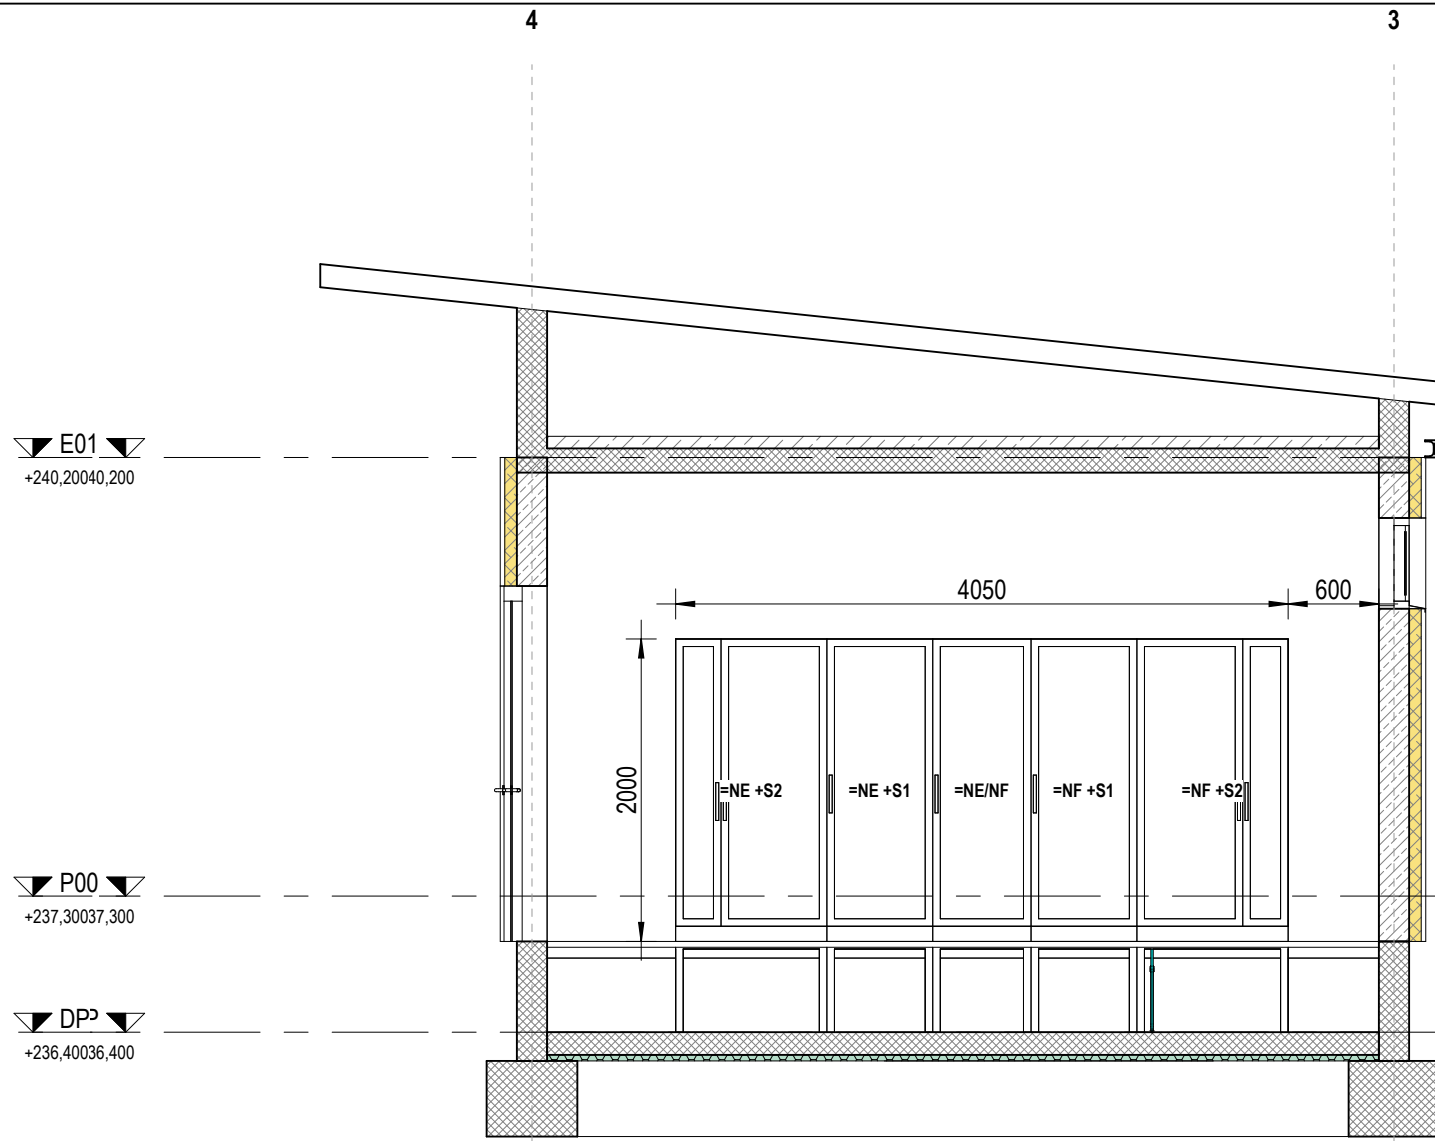 4 3
E01
+240,20040,200
4050 600
2000
=NE +S2 =NE +S1 =NE/NF =NF +S1 =NF +S2
P00
+237,30037,300
DP
+236,40036,400